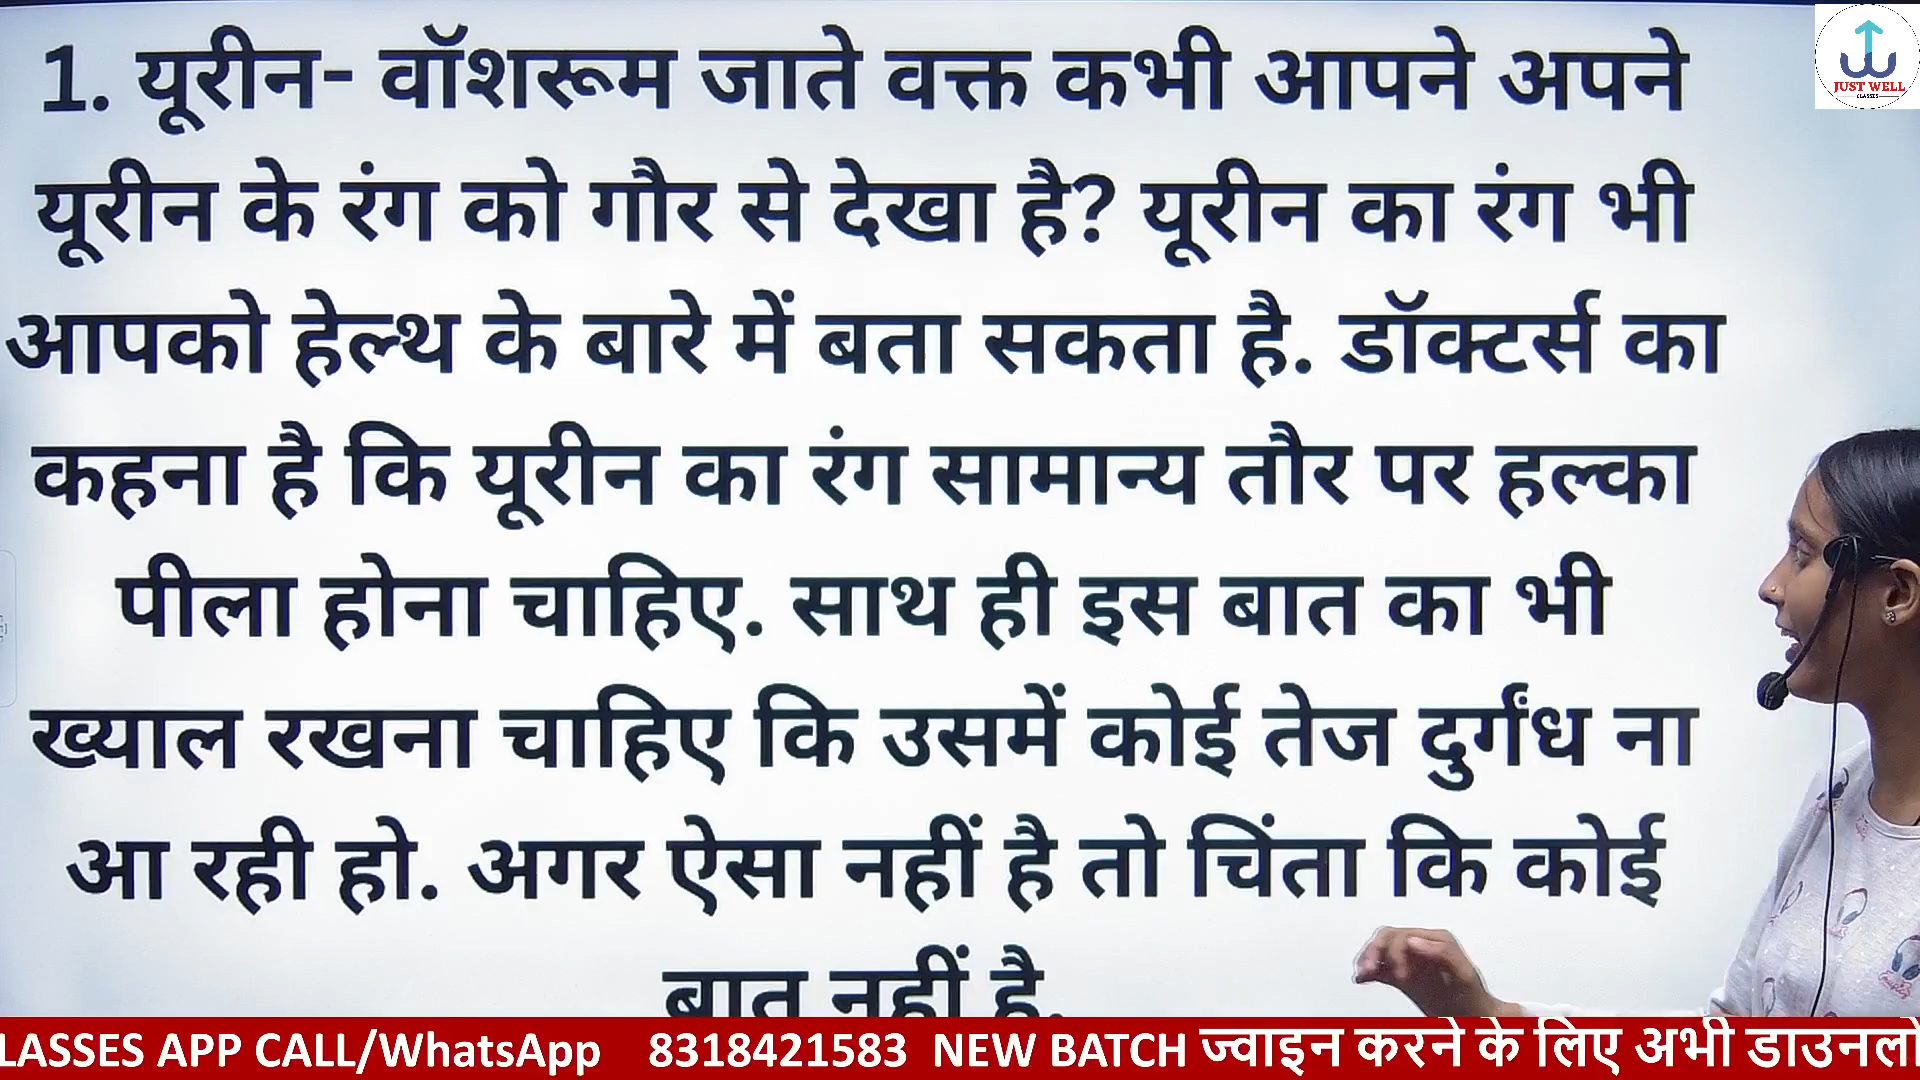 1. यूरीन- वॉशरूम जाते वक्त कभी आपने अपने
यूरीन के रंग को गौर से देखा है? यूरीन का रंग भी
आपको हेल्थ के बारे में बता सकता है. डॉक्टर्स का
कहना है कि यूरीन का रंग सामान्य तौर पर हल्का
पीला होना चाहिए. साथ ही इस बात का भी
ख्याल रखना चाहिए कि उसमें कोई तेज दुर्गंध ना
आ रही हो. अगर ऐसा नहीं है तो चिंता कि कोई
बात नहीं है.
JUST WELL
CLASSES
LASSES APP CALL/WhatsApp 8318421583 NEW BATCH ज्वाइन करने के लिए अभी डाउनलो